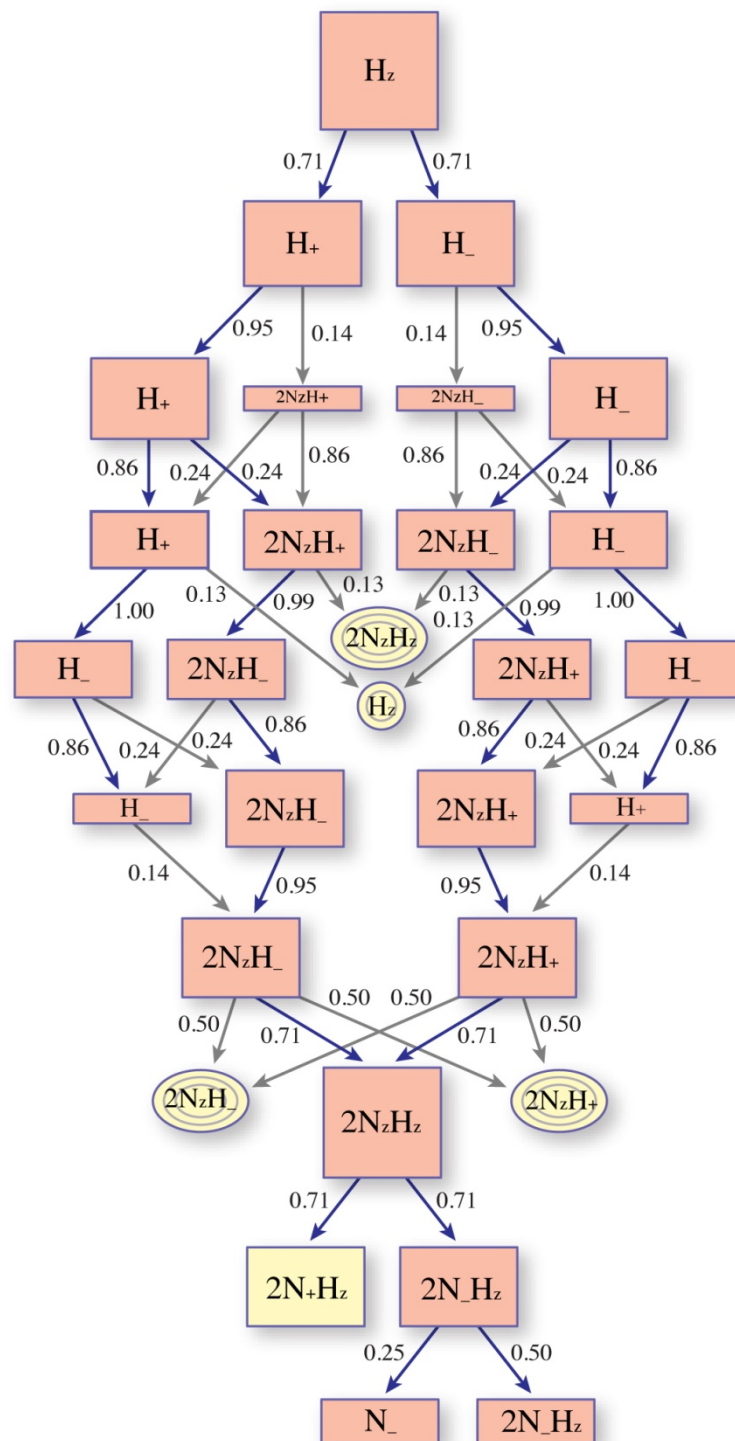 Hz
0.71 0.71
H+ H_
0.95 0.14 0.14 0.95
H+ 2NzH+ 2NzH_ H_
0.86 0.24 0.24 0.86 0.86 0.24 0.24 0.86
H+ 2NzH+ 2NzH_ H_
1.00 0.13 0.99 0.13 0.13 0.13 0.99 1.00
2NzHz
H_ 2NzH_ 2NzH+ H_
Hz
0.86 0.24 0.24 0.86 0.86 0.24 0.24 0.86
H_ 2NzH_ 2NzH+ H+
0.14 0.95 0.95 0.14
2NzH_ 2NzH+
0.50 0.71 0.50 0.50 0.71 0.50
2NzH_ 2NzHz 2NzH+
0.71 0.71
2N+Hz 2N_Hz
0.25 0.50
N_ 2N_Hz